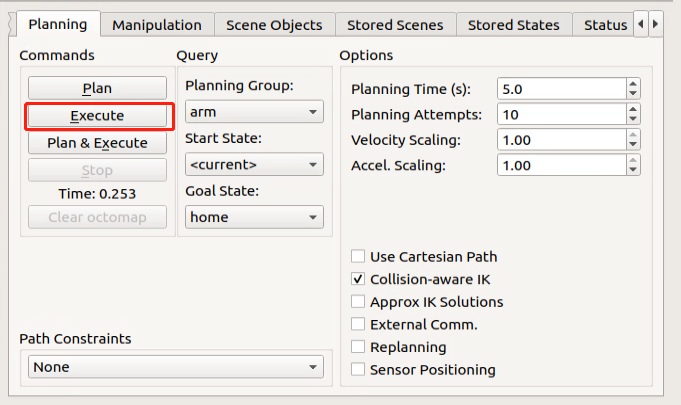 Planning Manipulation Scene Objects Stored Scenes Stored States Status
Commands Query Options
Plan
Execute
Plan & Execute
Stop
Time: 0.253
Clear octomap
Planning Group:
arm
Start State:
<current>
Goal State:
home
Planning Time (s): 5.0
Planning Attempts: 10
Velocity Scaling: 1.00
Accel. Scaling: 1.00
Use Cartesian Path
Collision-aware IK
Approx IK Solutions
External Comm.
Replanning
Sensor Positioning
Path Constraints
None